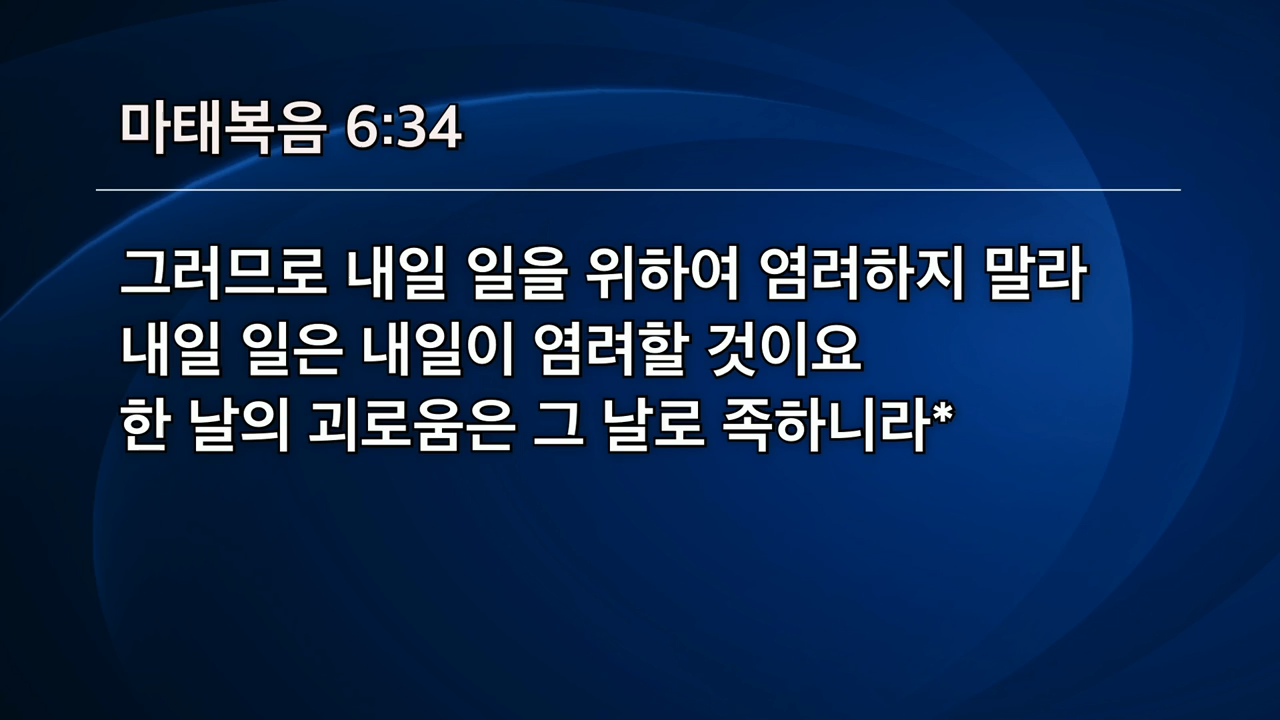 마태복음 6:34
그러므로 내일 일을 위하여 염려하지 말라
내일 일은 내일이 염려할 것이요
한 날의 괴로움은 그 날로 족하니라*